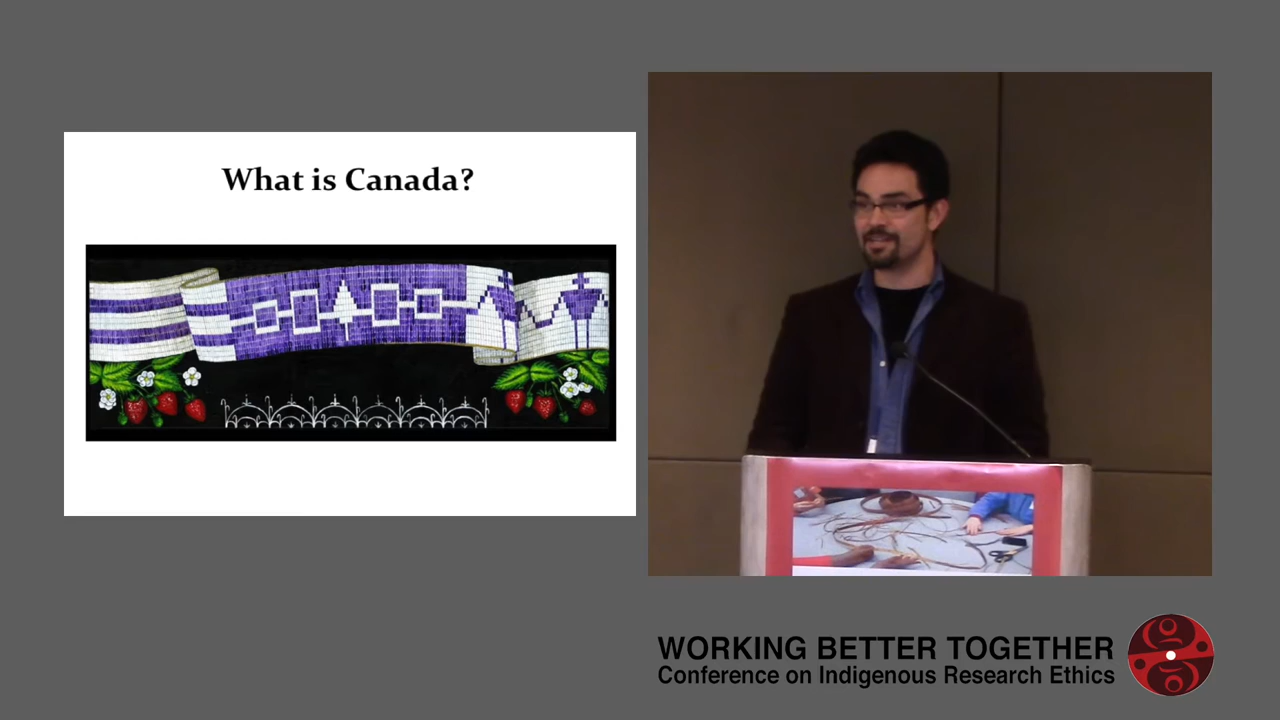 What is Canada?
WORKING BETTER TOGETHER
Conference on Indigenous Research Ethics